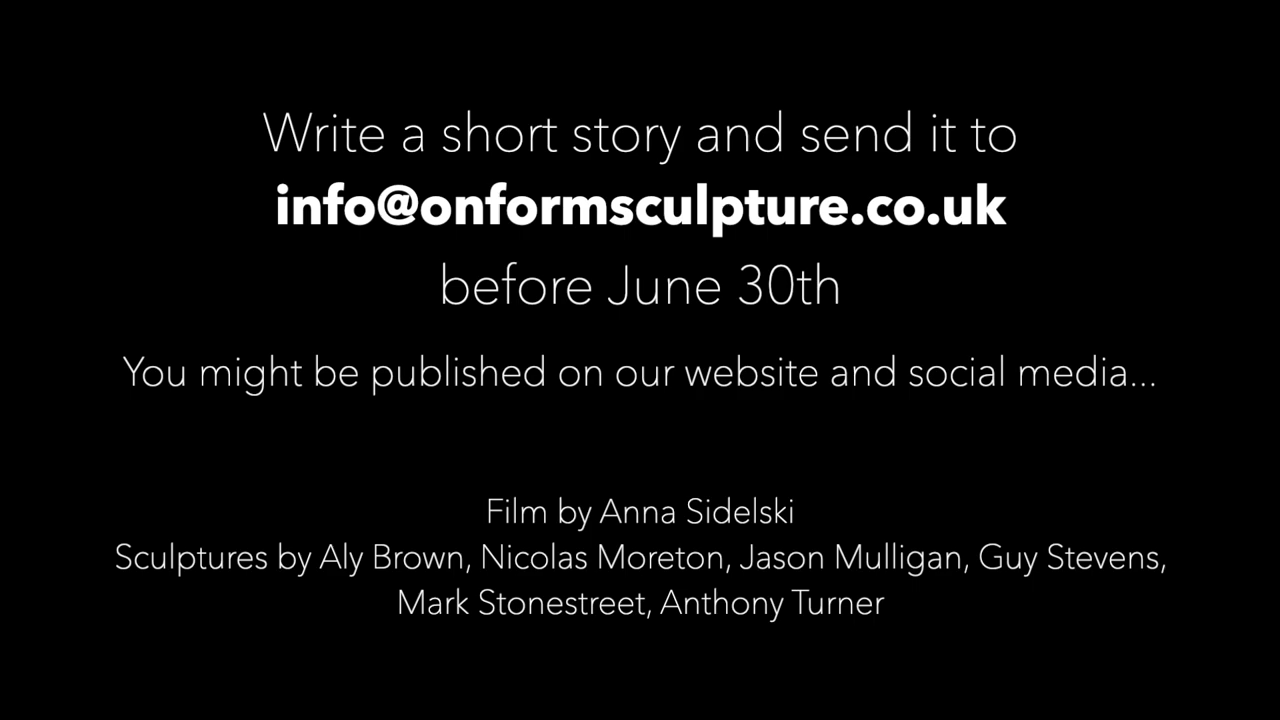 Write a short story and send it to
info@onformsculpture.co.uk
before June 30th
You might be published on our website and social media...
Film by Anna Sidelski
Sculptures by Aly Brown, Nicolas Moreton, Jason Mulligan, Guy Stevens,
Mark Stonestreet, Anthony Turner